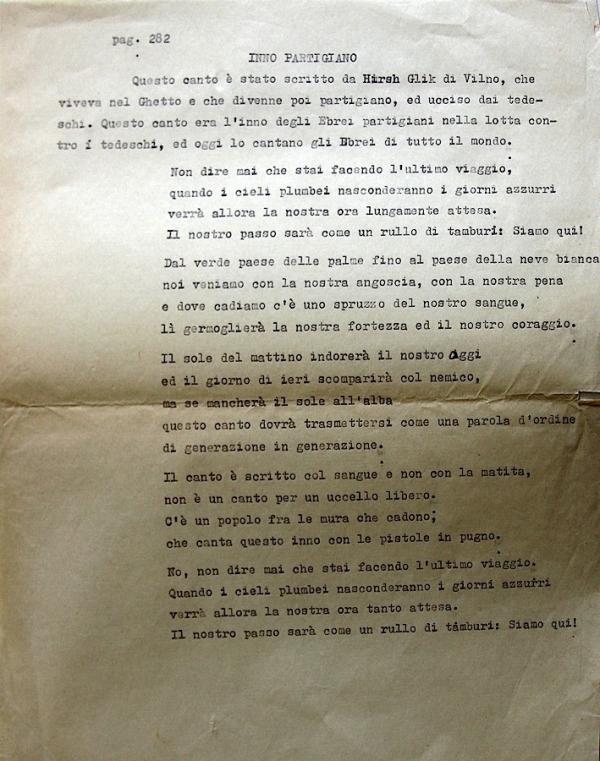 pag. 282
INNO PARTIGIANO
Questo canto è stato scritto da Hirsh Glik di Vilno, che
viveva nel Ghetto e che divenne poi partigiano, ed ucciso dai tede-
schi. Questo canto era l'inno degli Ebrei partigiani nella lotta con-
tro i tedeschi, ed oggi lo cantano gli Ebrei di tutto il mondo.
Non dire mai che stai facendo l'ultimo viaggio,
quando i cieli plumbei nasconderanno i giorni azzurri
verrà allora la nostra ora lungamente attesa.
Il nostro passo sarà come un rullo di tamburi: Siamo qui!
Dal verde paese delle palme fino al paese della neve bianca
noi veniamo con la nostra angoscia, con la nostra pena
e dove cadiamo c'è uno spruzzo del nostro sangue,
lì germoglierà la nostra fortezza ed il nostro coraggio.
Il sole del mattino indorerà il nostro Oggi
ed il giorno di ieri scomparirà col nemico,
ma se mancherà il sole all'alba
questo canto dovrà trasmettersi come una parola d'ordine
di generazione in generazione.
Il canto è scritto col sangue e non con la matita,
non è un canto per un uccello libero.
C'è un popolo fra le mura che cadono;
che canta questo inno con le pistole in pugno.
No, non dire mai che stai facendo l'ultimo viaggio.
Quando i cieli plumbei nasconderanno i giorni azzurri
verrà allora la nostra ora tanto attesa.
Il nostro passo sarà come un rullo di tamburi: Siamo qui!